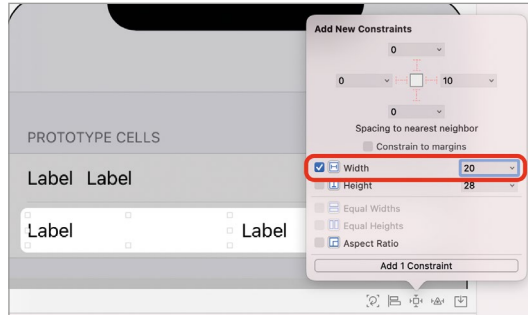 Add New Constraints
0
0 10
0
Spacing to nearest neighbor
Constrain to margins
Width 20
Height 28
Equal Widths
Equal Heights
Aspect Ratio
Add 1 Constraint
PROTOTYPE CELLS
Label Label
Label Label